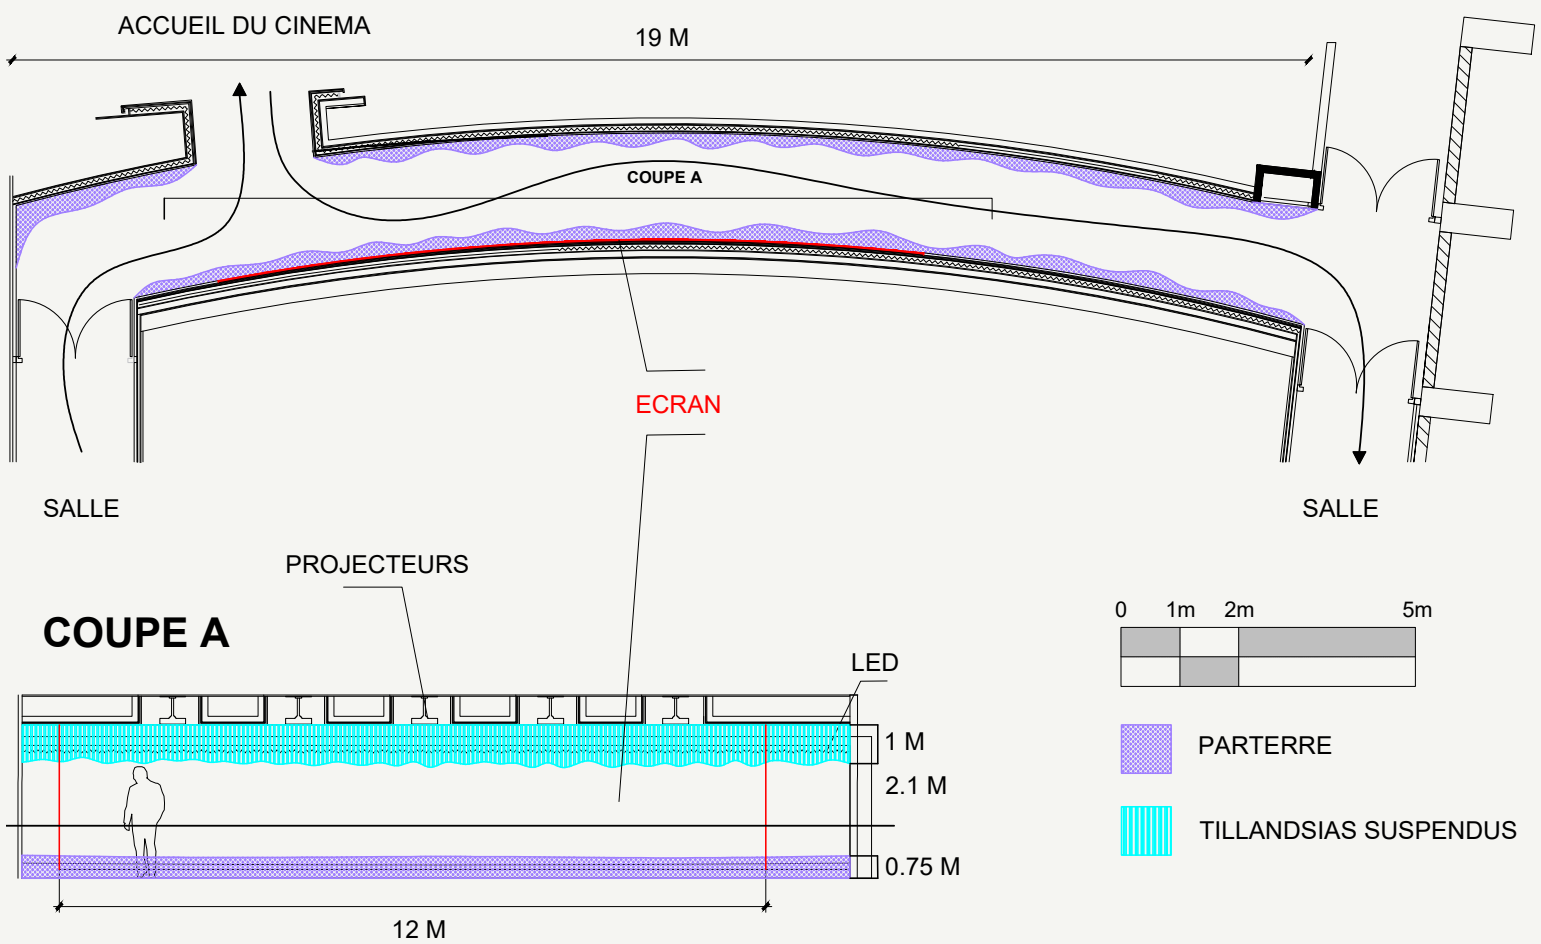 ACCUEIL DU CINEMA
19 M
COUPE A
ECRAN
SALLE
SALLE
PROJECTEURS
COUPE A
LED
0 1m 2m 5m
1 M
2.1 M
0.75 M
12 M
PARTERRE
TILLANDSIAS SUSPENDUS